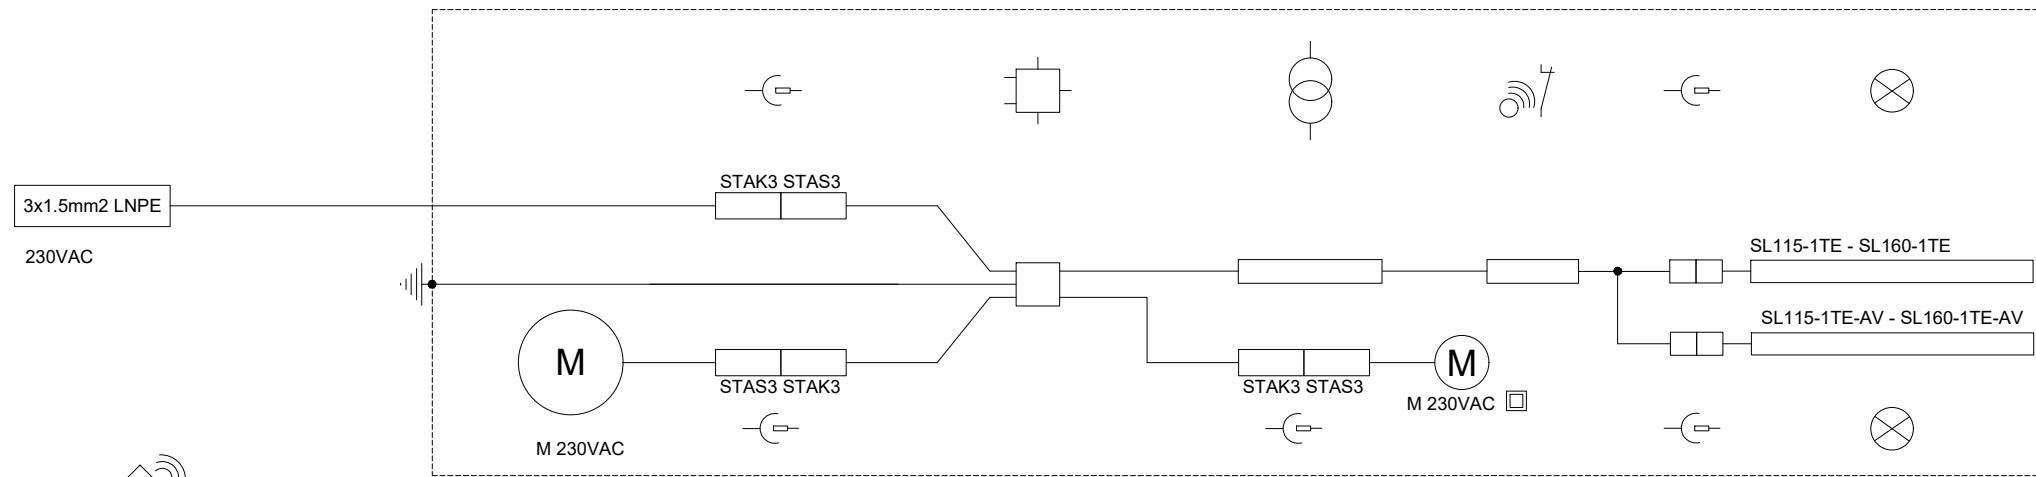 STAK3 STAS3
3x1.5mm2 LNPE
230VAC
SL115-1TE - SL160-1TE
SL115-1TE-AV - SL160-1TE-AV
M
M
STAS3 STAK3
STAK3 STAS3
M 230VAC
M 230VAC